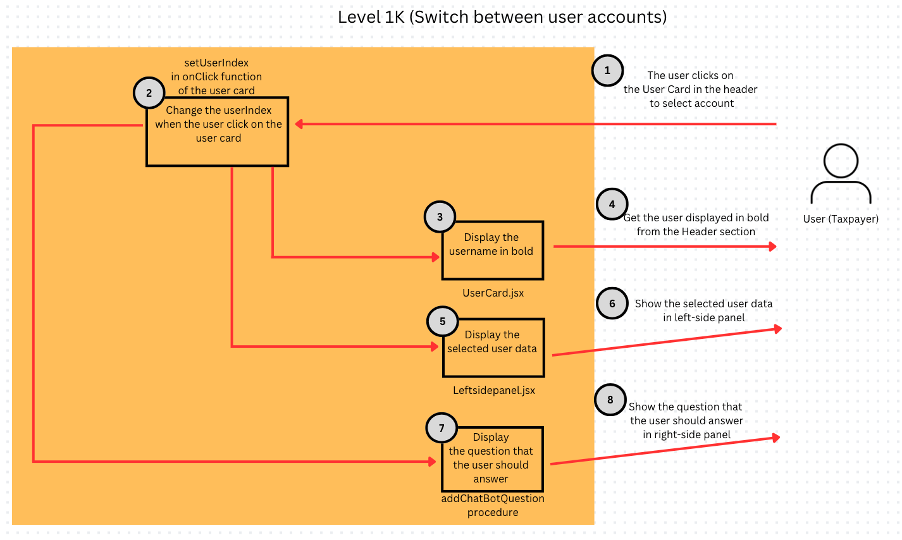 Level 1K (Switch between user accounts)
setUserIndex
in onClick function
of the user card
2
Change the userIndex
when the user click on the
user card
1
The user clicks on
the User Card in the header
to select account
User (Taxpayer)
3
Display the
username in bold
UserCard.jsx
4
Get the user displayed in bold
from the Header section
5
Display the
selected user data
Leftsidepanel.jsx
6
Show the selected user data
in left-side panel
7
Display
the question that
the user should
answer
addChatBotQuestion
procedure
8
Show the question that
the user should answer
in right-side panel